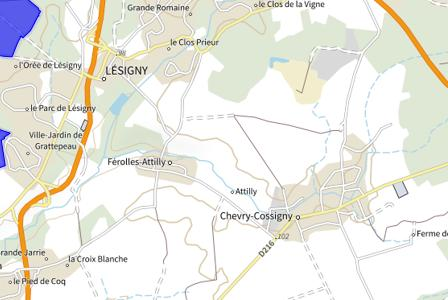 Grande Romaine
le Clos de la Vigne
le Clos Prieur
l'Orée de Lésigny
LÉSIGNY
le Parc de Lésigny
Ville-Jardin de
Grattepeau
Férolles-Attilly
Attilly
Chevry-Cossigny
102
D216
Ferme de
rande Jarrie
la Croix Blanche
le Pied de Coq